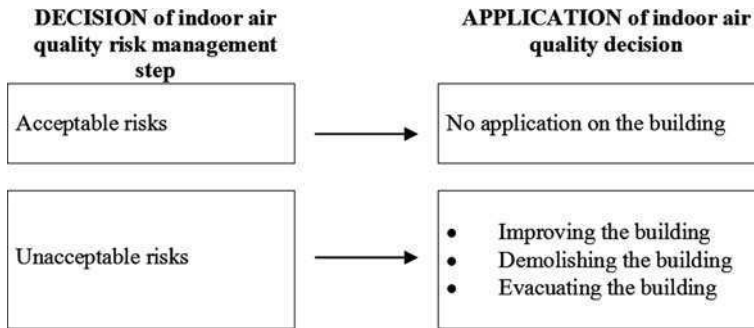 DECISION of indoor air
quality risk management
step
APPLICATION of indoor air
quality decision
Acceptable risks
No application on the building
Unacceptable risks
• Improving the building
• Demolishing the building
• Evacuating the building